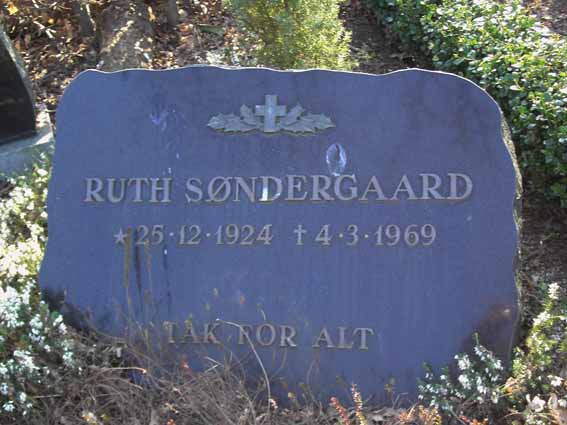 RUTH SØNDERGAARD
★25·12·1924 †4·3·1969
TAK FOR ALT